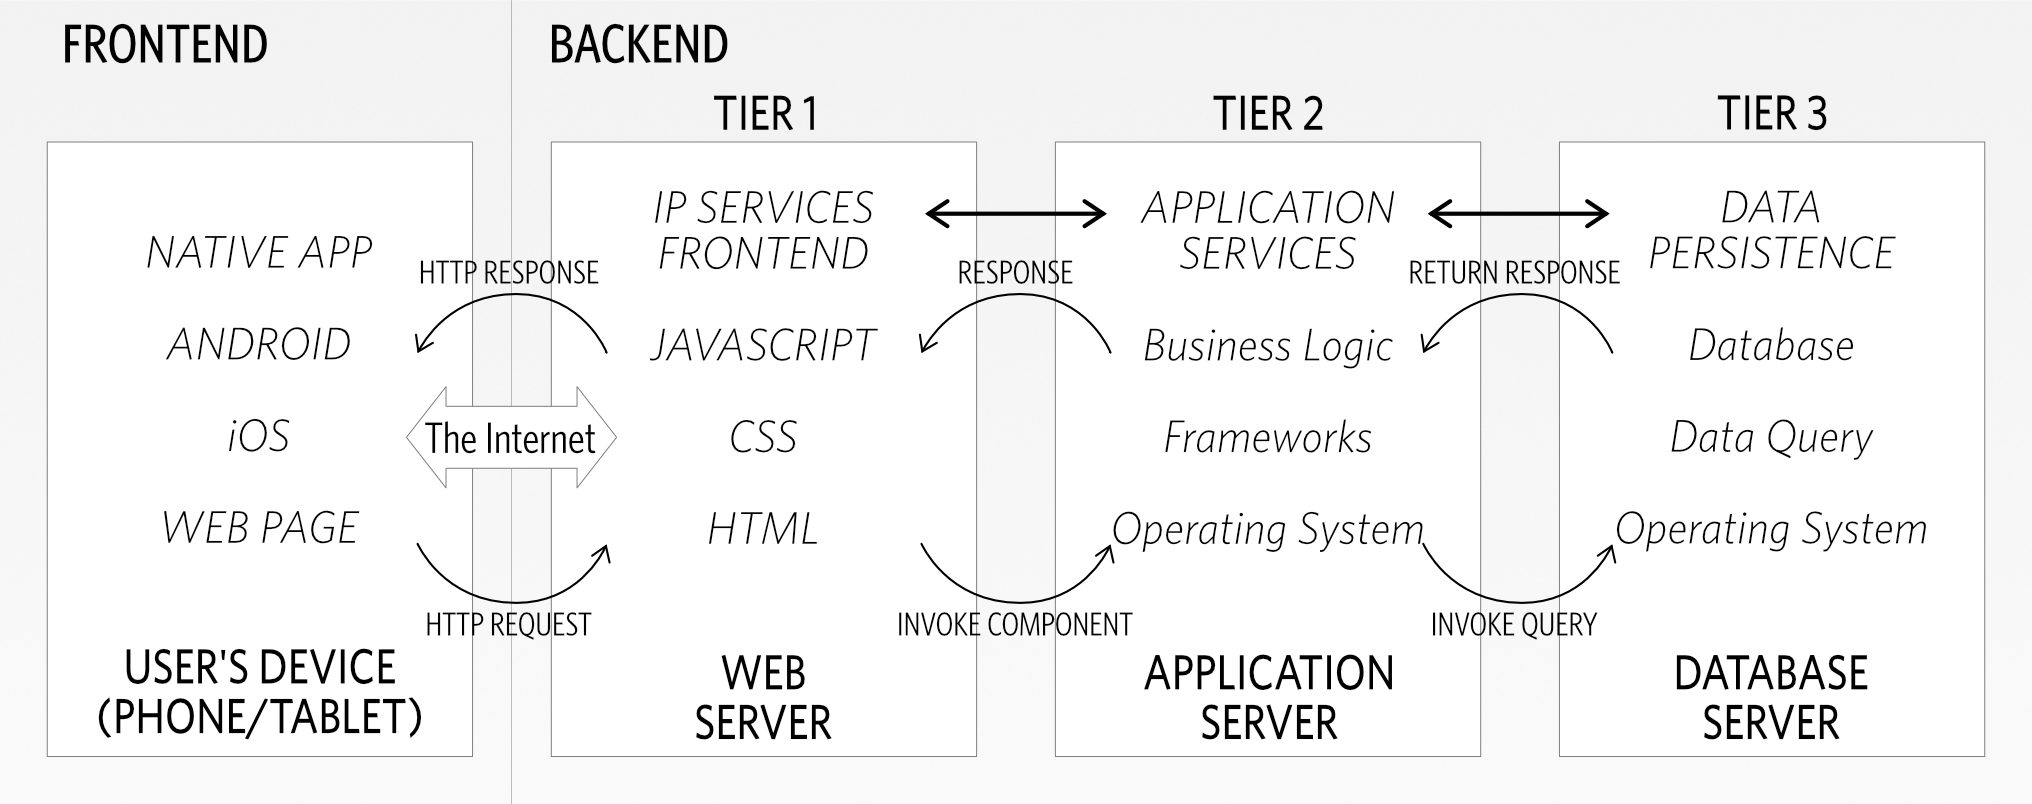 FRONTEND
NATIVE APP
ANDROID
iOS
WEB PAGE
USER'S DEVICE
(PHONE/TABLET)
HTTP RESPONSE
The Internet
HTTP REQUEST
BACKEND
TIER 1
IP SERVICES
FRONTEND
JAVASCRIPT
CSS
HTML
WEB
SERVER
RESPONSE
INVOKE COMPONENT
TIER 2
APPLICATION
SERVICES
Business Logic
Frameworks
Operating System
APPLICATION
SERVER
RETURN RESPONSE
INVOKE QUERY
TIER 3
DATA
PERSISTENCE
Database
Data Query
Operating System
DATABASE
SERVER